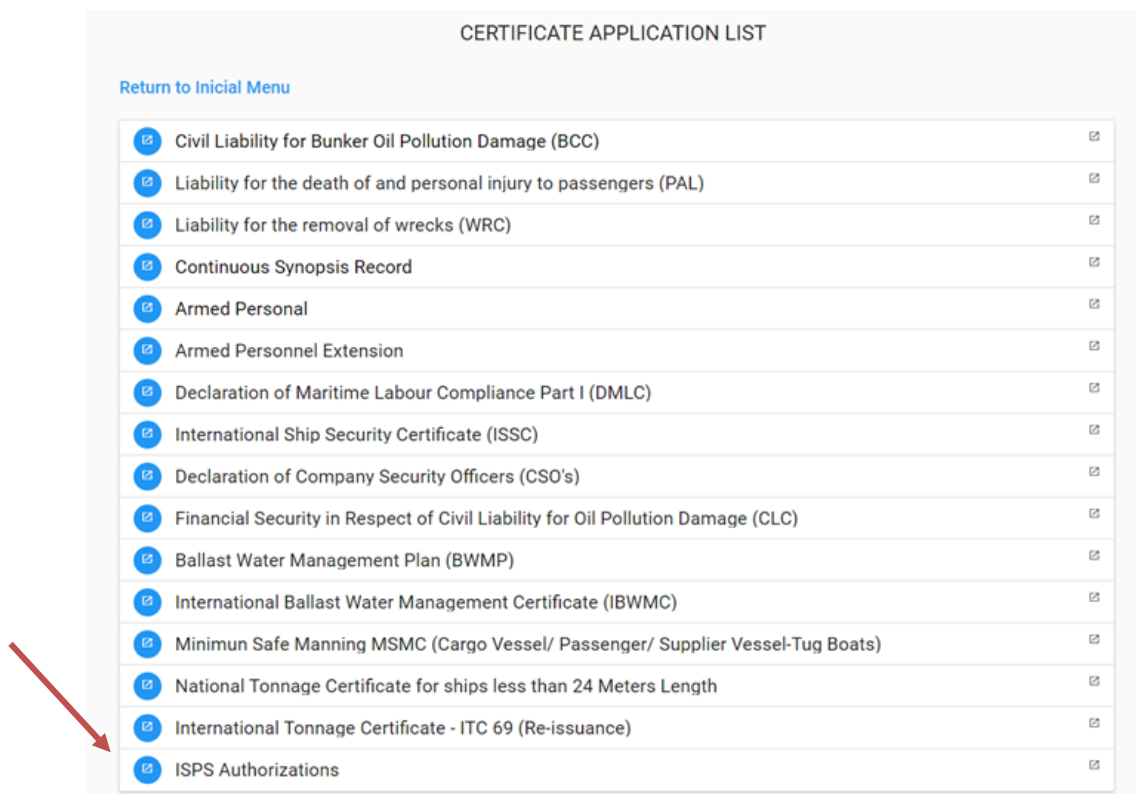 CERTIFICATE APPLICATION LIST
Return to Inicial Menu
Civil Liability for Bunker Oil Pollution Damage (BCC)
Liability for the death of and personal injury to passengers (PAL)
Liability for the removal of wrecks (WRC)
Continuous Synopsis Record
Armed Personal
Armed Personnel Extension
Declaration of Maritime Labour Compliance Part I (DMLC)
International Ship Security Certificate (ISSC)
Declaration of Company Security Officers (CSO's)
Financial Security in Respect of Civil Liability for Oil Pollution Damage (CLC)
Ballast Water Management Plan (BWMP)
International Ballast Water Management Certificate (IBWMC)
Minimun Safe Manning MSMC (Cargo Vessel/ Passenger/ Supplier Vessel-Tug Boats)
National Tonnage Certificate for ships less than 24 Meters Length
International Tonnage Certificate - ITC 69 (Re-issuance)
ISPS Authorizations